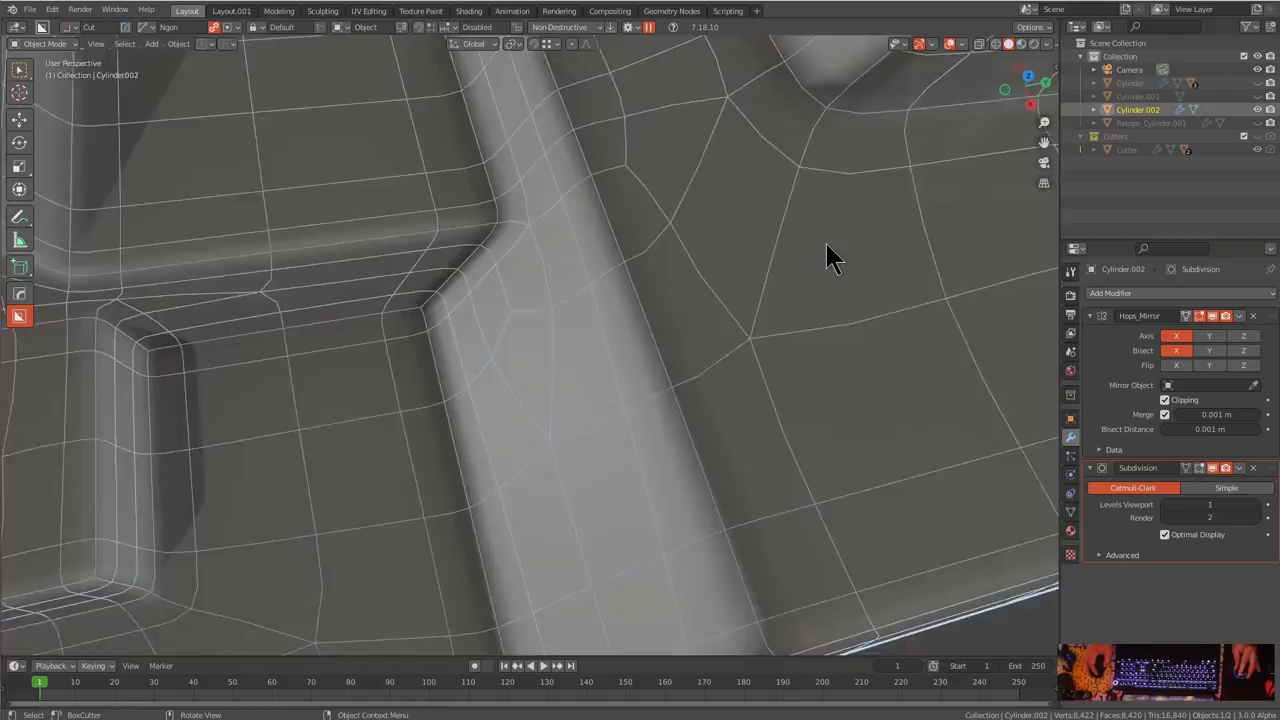 File Edit Render Window Help Layout Layout.001 Modeling Sculpting UV Editing Texture Paint Shading Animation Rendering Compositing Geometry Nodes Scripting + Scene View Layer
Cut Ngon Default Object Disabled Non-Destructive 7.18.10 Options
Object Mode View Select Add Object Global
User Perspective
(1) Collection | Cylinder.002
Z
Y
X
Scene Collection
Collection
Camera
Cylinder
Cylinder.001
Cylinder.002
Retopo_Cylinder.001
Cutters
Cutter
Cylinder.002 Subdivision
Add Modifier
Hops_Mirror
Axis X Y Z
Bisect X Y Z
Flip X Y Z
Mirror Object
Clipping
Merge 0.001 m
Bisect Distance 0.001 m
Data
Subdivision
Catmull-Clark Simple
Levels Viewport 1
Render 2
Optimal Display
Advanced
Playback Keying View Marker 1 Start 1 End 250
1 10 20 30 40 50 60 70 80 90 100 110 120 130 140 150 160 170 180 190 200 210 220 230 240 250
Select BoxCutter Rotate View Object Context Menu Collection | Cylinder.002 | Verts:8,422 | Faces:8,420 | Tris:16,840 | Objects:1/2 | 3.0.0 Alpha